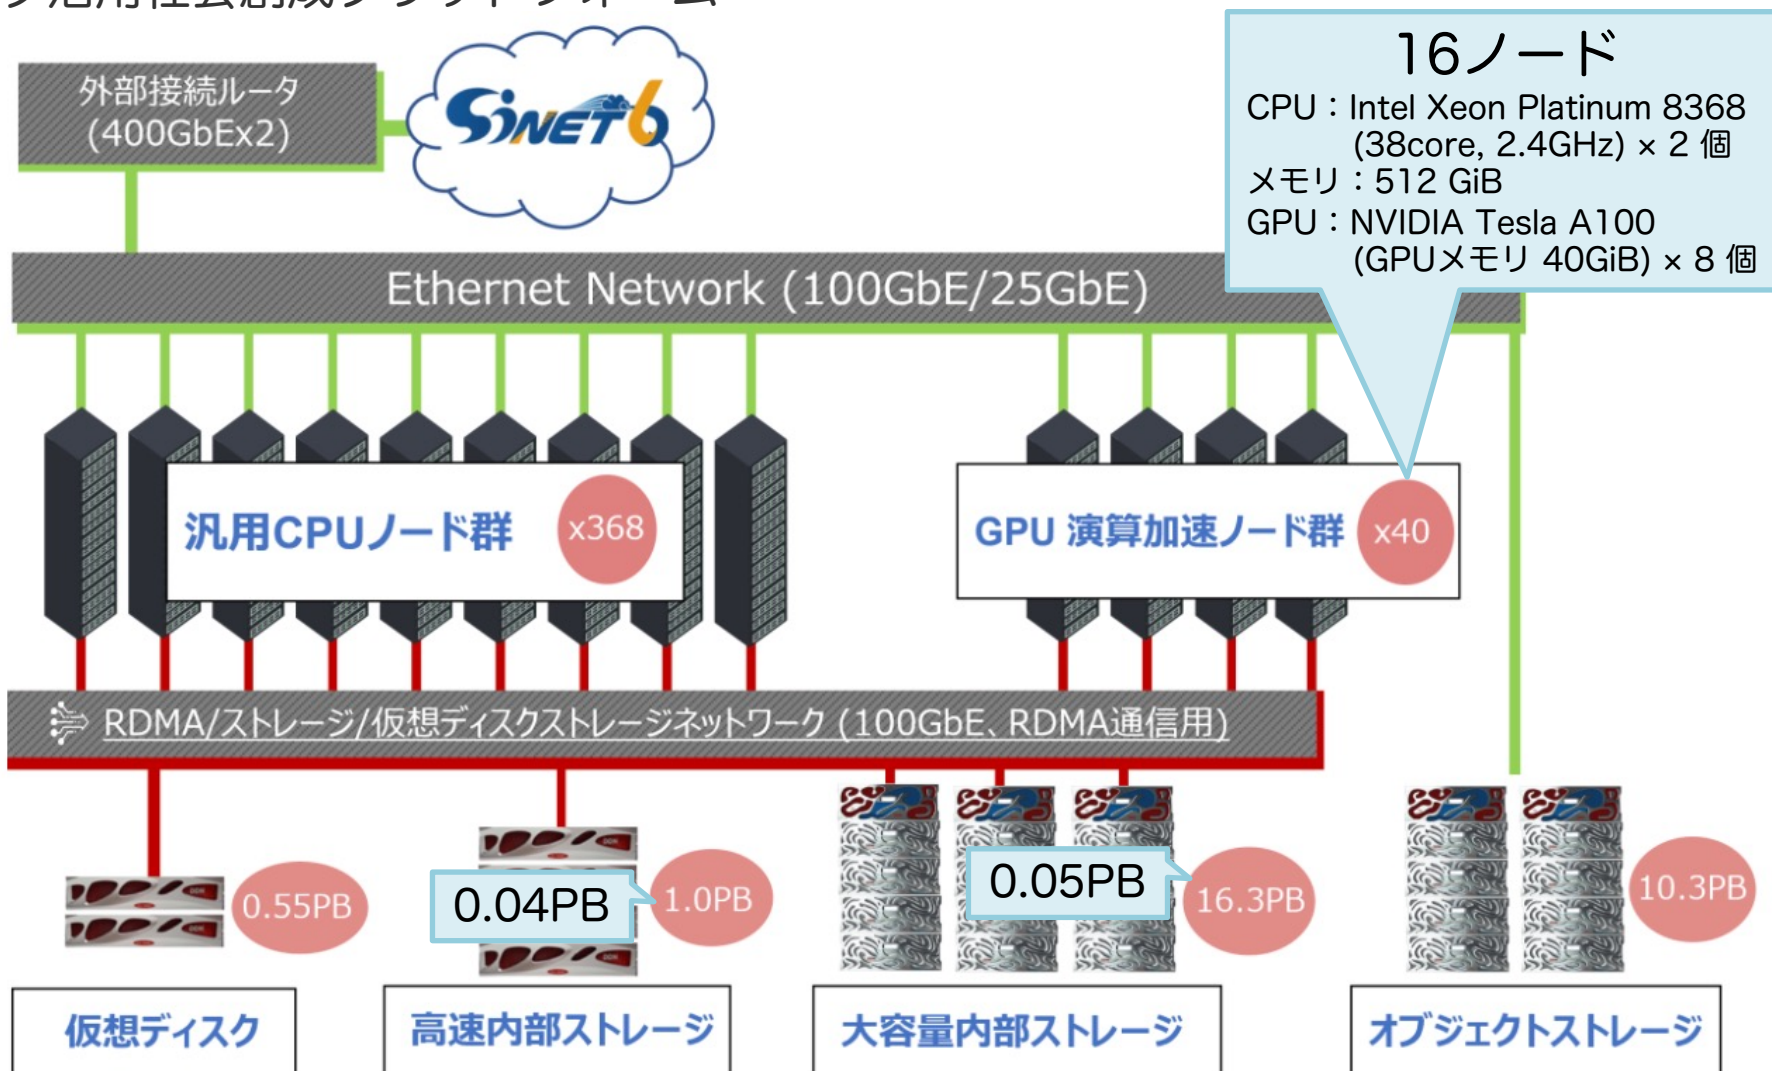 外部接続ルータ
(400GbEx2)
SiNET6
16ノード
CPU：Intel Xeon Platinum 8368
(38core, 2.4GHz) × 2 個
メモリ：512 GiB
GPU：NVIDIA Tesla A100
(GPUメモリ 40GiB) × 8 個
Ethernet Network (100GbE/25GbE)
汎用CPUノード群
x368
GPU 演算加速ノード群
x40
RDMA/ストレージ/仮想ディスクストレージネットワーク (100GbE、RDMA通信用)
0.55PB
0.04PB
1.0PB
0.05PB
16.3PB
10.3PB
仮想ディスク
高速内部ストレージ
大容量内部ストレージ
オブジェクトストレージ